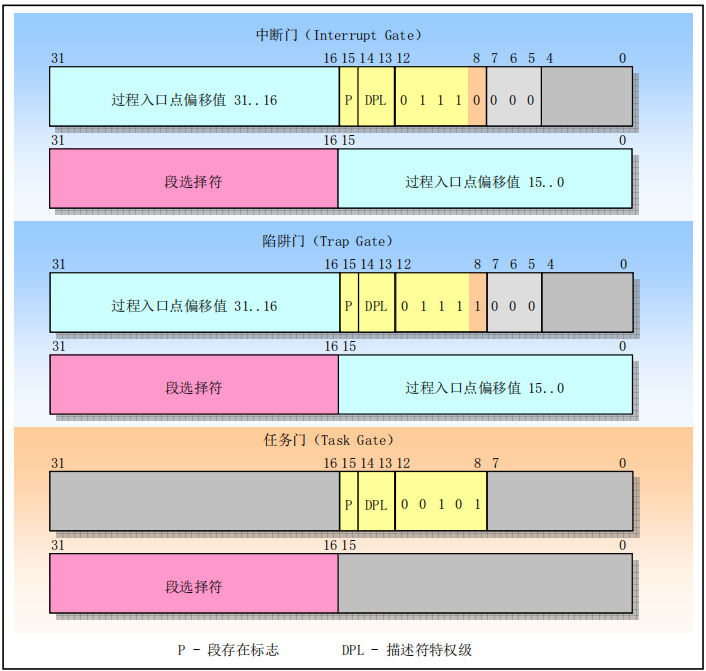 中断门（Interrupt Gate）
31 16 15 14 13 12 8 7 6 5 4 0
过程入口点偏移值 31..16 P DPL 0 1 1 1 0 0 0 0
31 16 15 0
段选择符 过程入口点偏移值 15..0
陷阱门（Trap Gate）
31 16 15 14 13 12 8 7 6 5 4 0
过程入口点偏移值 31..16 P DPL 0 1 1 1 1 0 0 0
31 16 15 0
段选择符 过程入口点偏移值 15..0
任务门（Task Gate）
31 16 15 14 13 12 8 7 0
P DPL 0 0 1 0 1
31 16 15 0
段选择符
P - 段存在标志 DPL - 描述符特权级